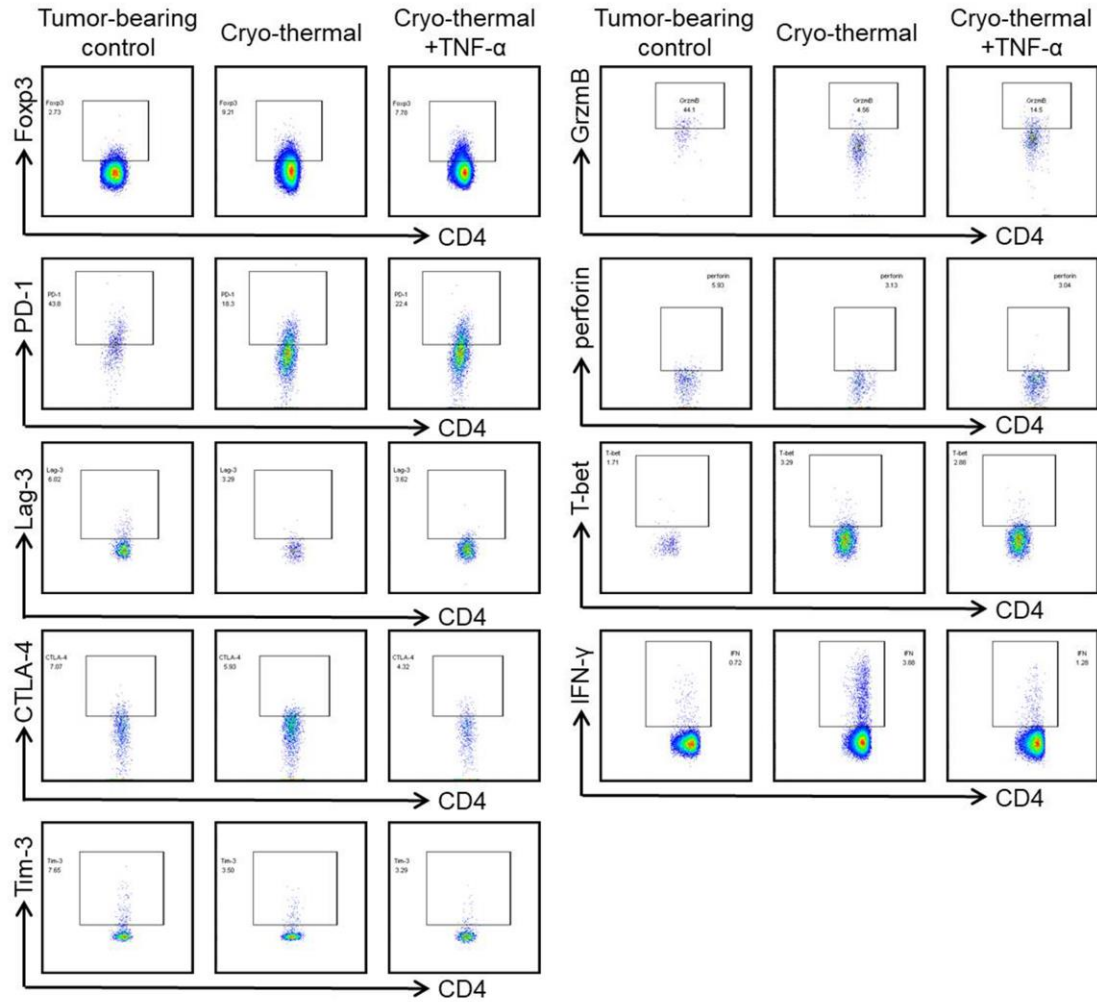 Tumor-bearing control
Cryo-thermal
Cryo-thermal +TNF-α
Foxp3
Foxp3
2.73
Foxp3
9.21
Foxp3
7.78
CD4
PD-1
PD-1
43.8
PD-1
18.3
PD-1
22.4
CD4
Lag-3
Lag-3
6.02
Lag-3
3.29
Lag-3
3.62
CD4
CTLA-4
CTLA-4
7.07
CTLA-4
5.93
CTLA-4
4.32
CD4
Tim-3
Tim-3
7.65
Tim-3
3.50
Tim-3
3.29
CD4
Tumor-bearing control
Cryo-thermal
Cryo-thermal +TNF-α
GrzmB
GrzmB
44.1
GrzmB
4.56
GrzmB
14.5
CD4
perforin
perforin
5.93
perforin
3.13
perforin
3.04
CD4
T-bet
T-bet
1.71
T-bet
3.29
T-bet
CD4
IFN-γ
IFN
0.72
IFN
IFN
1.28
CD4